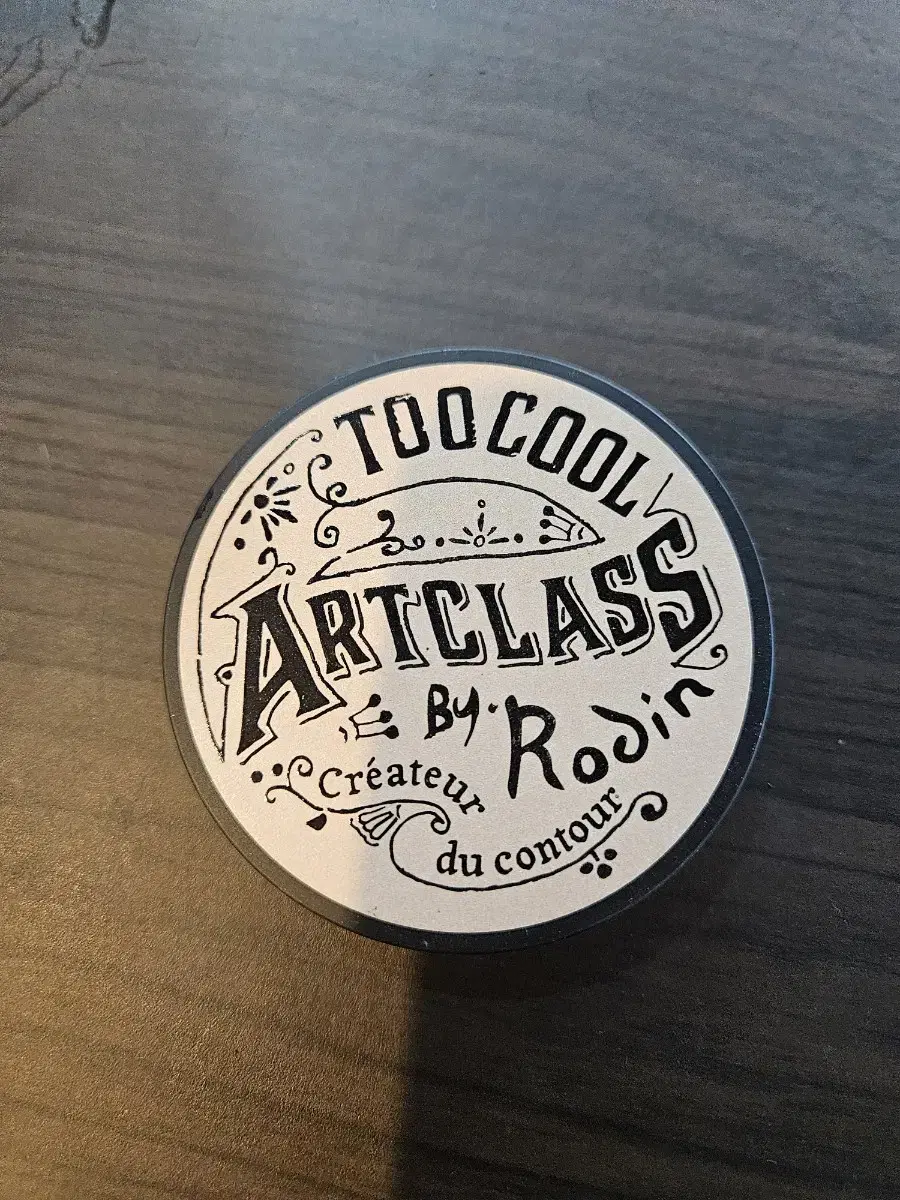 TOO COOL
ARTCLASS
By. Rodin
Créateur
du contour